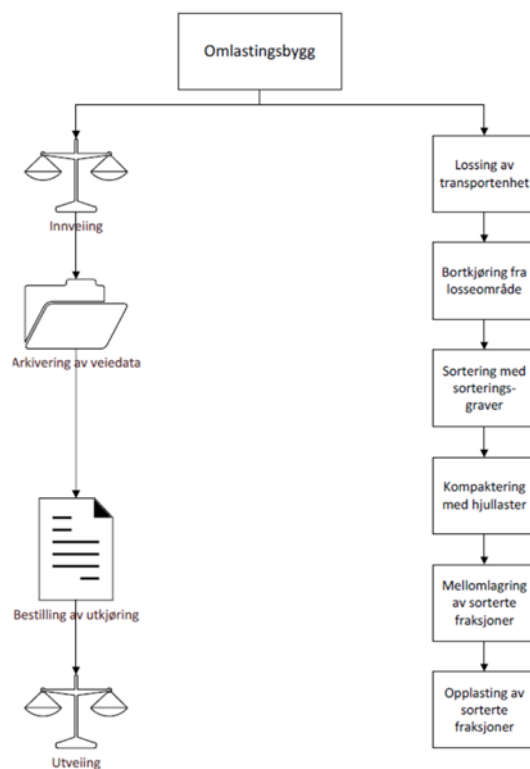 Omlastingsbygg
Innveiing
Arkivering av veiedata
Bestilling av utkjøring
Utveiing
Lossing av
transportenhet
Bortkjøring fra
losseområde
Sortering med
sorterings-
graver
Kompaktering
med hjullaster
Mellomlagring
av sorterte
fraksjoner
Opplasting av
sorterte
fraksjoner